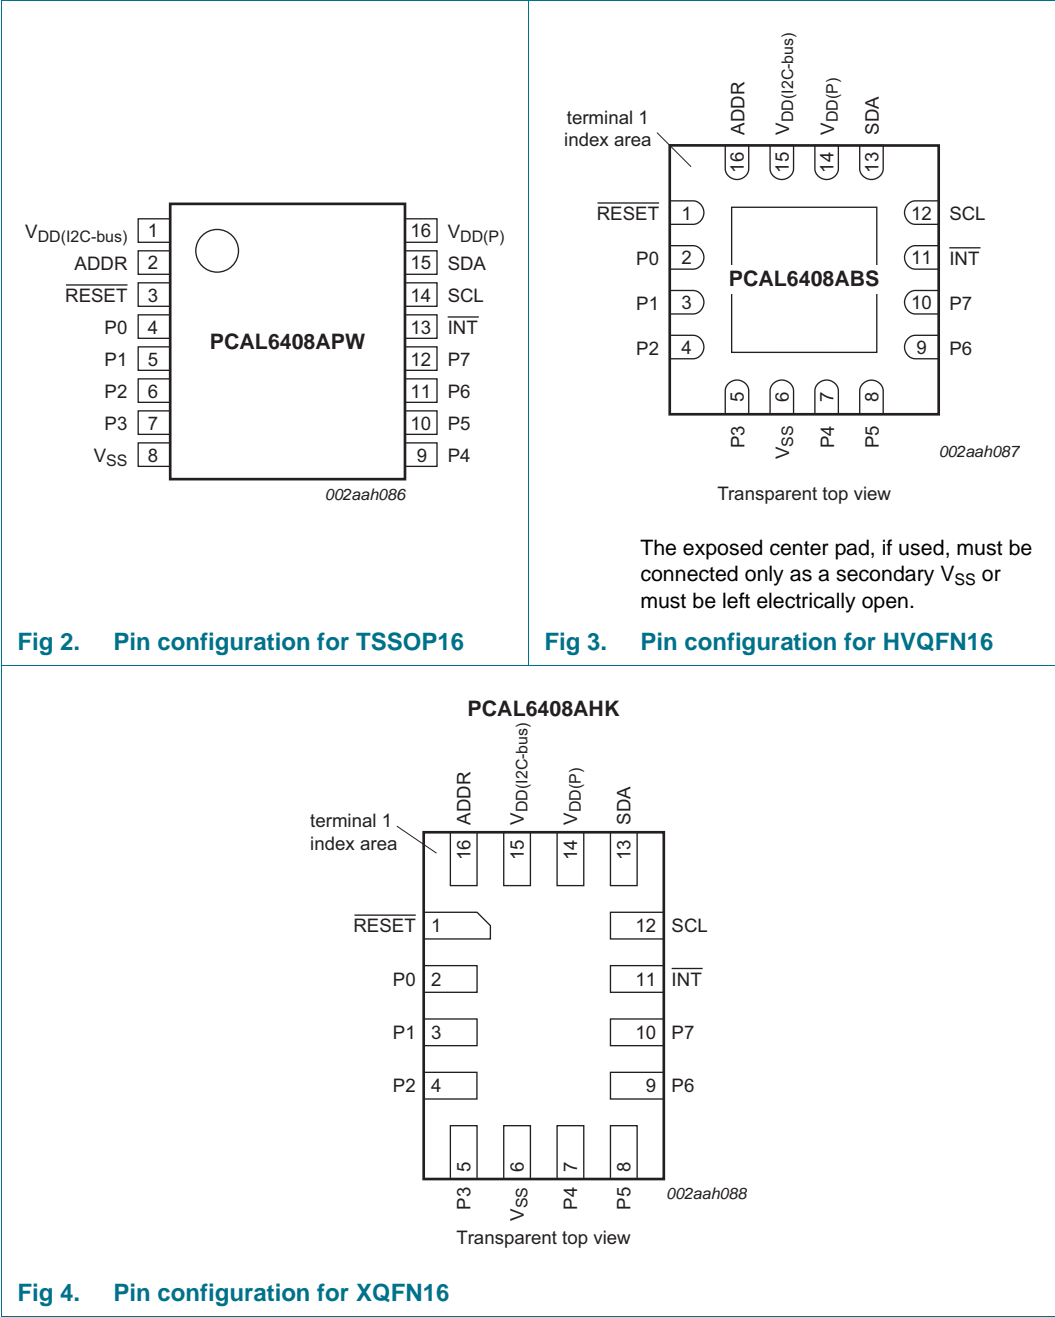 VDD(I2C-bus) 1
ADDR 2
RESET 3
P0 4
P1 5
P2 6
P3 7
VSS 8
PCAL6408APW
16 VDD(P)
15 SDA
14 SCL
13 INT
12 P7
11 P6
10 P5
9 P4
002aah086
Fig 2. Pin configuration for TSSOP16
terminal 1
index area
ADDR
VDD(I2C-bus)
VDD(P)
SDA
16
15
14
13
RESET 1
P0 2
P1 3
P2 4
PCAL6408ABS
12 SCL
11 INT
10 P7
9 P6
5
6
7
8
P3
VSS
P4
P5
002aah087
Transparent top view
The exposed center pad, if used, must be
connected only as a secondary VSS or
must be left electrically open.
Fig 3. Pin configuration for HVQFN16
PCAL6408AHK
terminal 1
index area
ADDR
VDD(I2C-bus)
VDD(P)
SDA
16
15
14
13
RESET 1
P0 2
P1 3
P2 4
12 SCL
11 INT
10 P7
9 P6
5
6
7
8
P3
VSS
P4
P5
002aah088
Transparent top view
Fig 4. Pin configuration for XQFN16